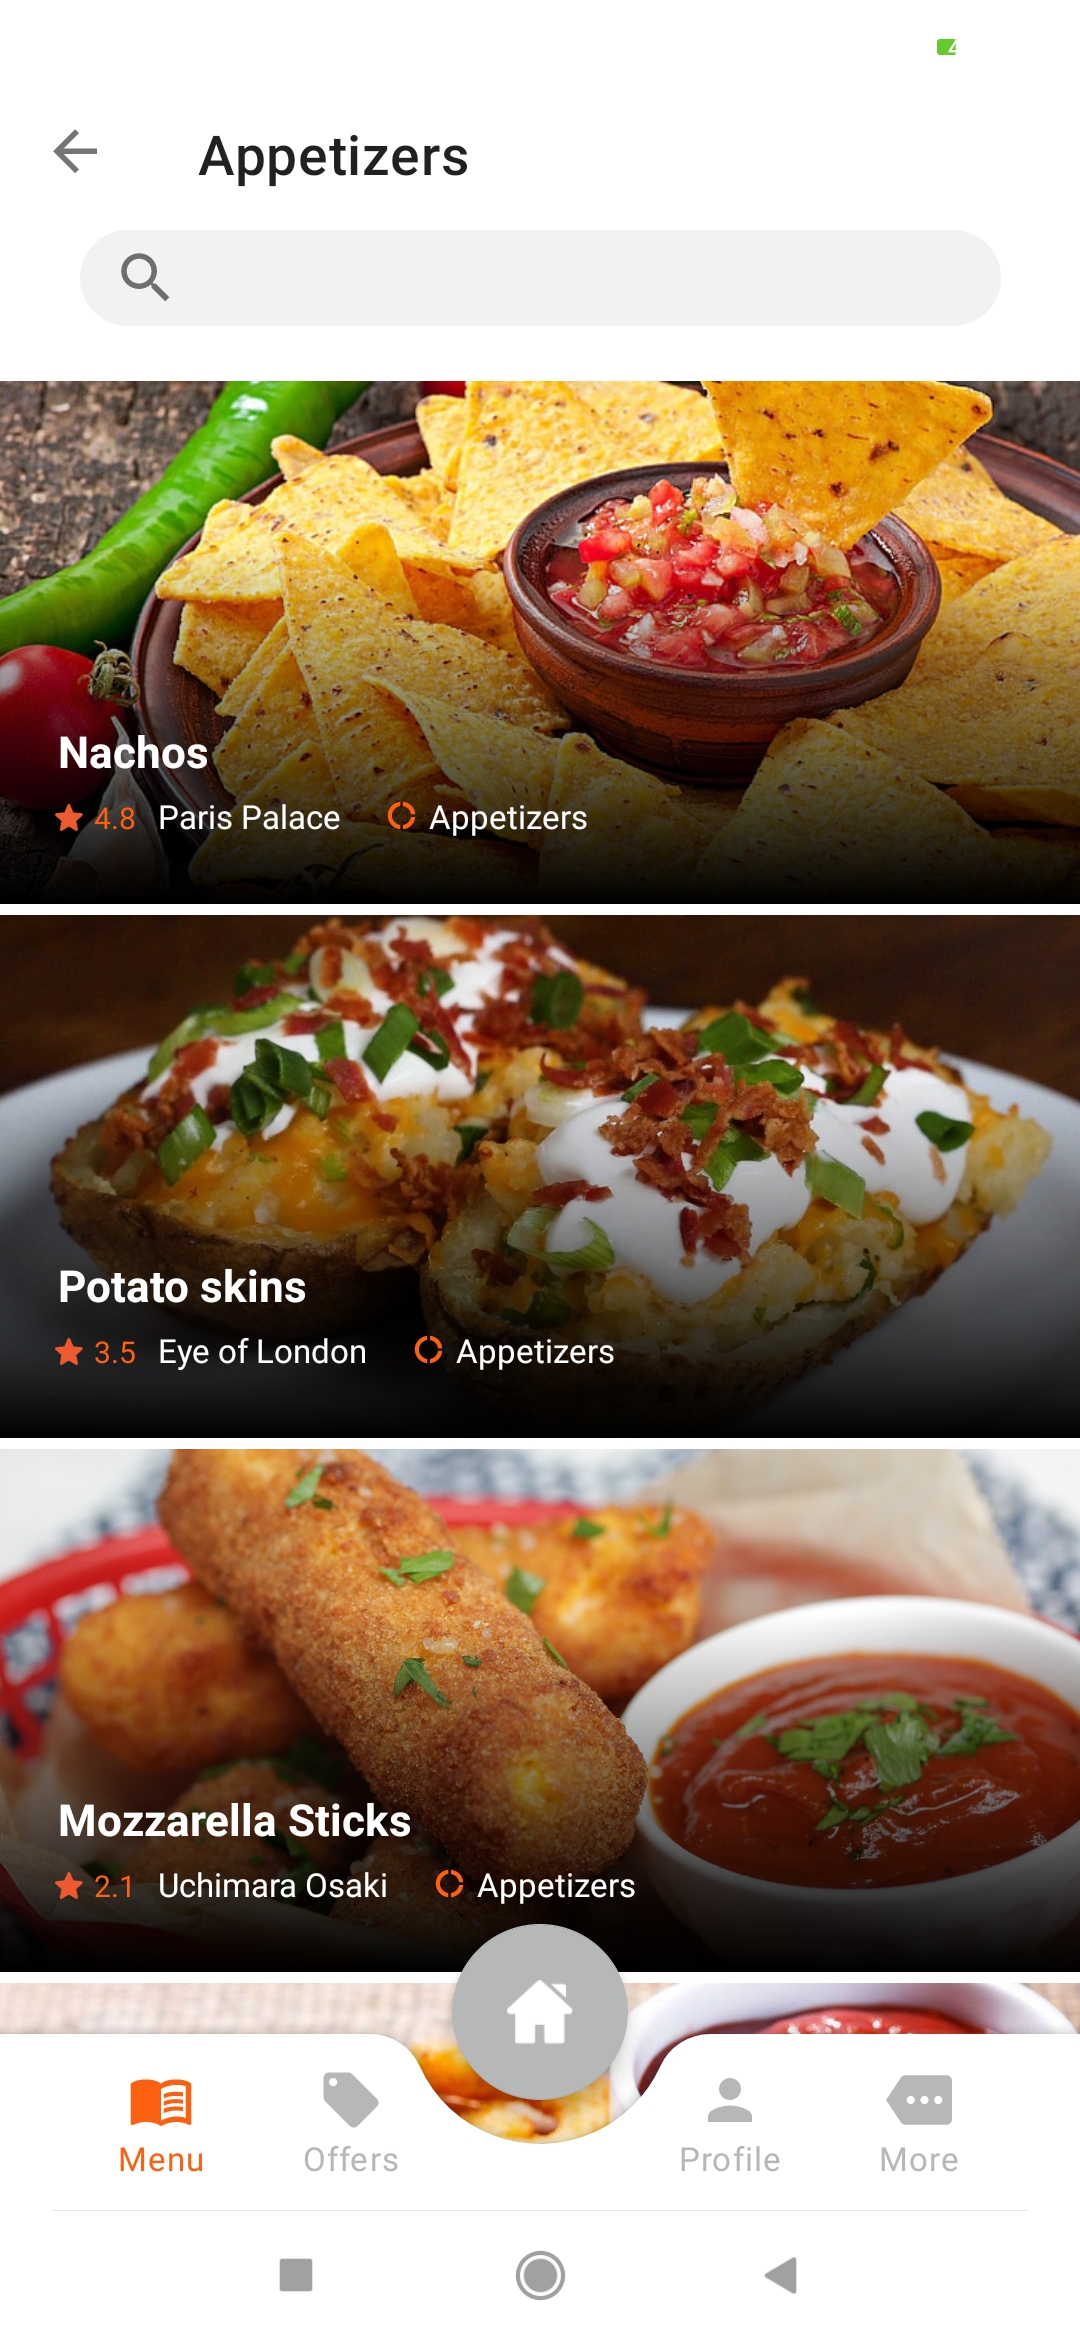 Appetizers
Nachos
4.8 Paris Palace Appetizers
Potato skins
3.5 Eye of London Appetizers
Mozzarella Sticks
2.1 Uchimara Osaki Appetizers
Menu Offers Profile More